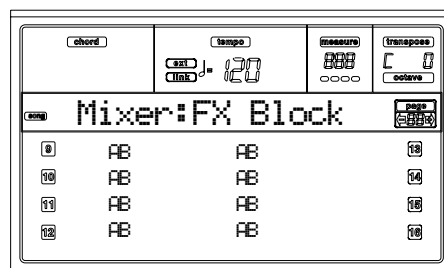 chord tempo measure transpose
ext link ♩= 120 888 C 0
octave
song Mixer:FX Block page
9 AB AB 13
10 AB AB 14
11 AB AB 15
12 AB AB 16